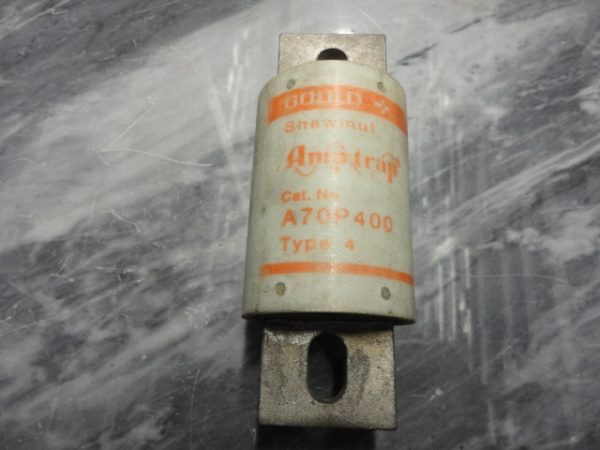 GOULD
Shawmut
Amp-trap®
Cat. No.
A70P400
Type 4